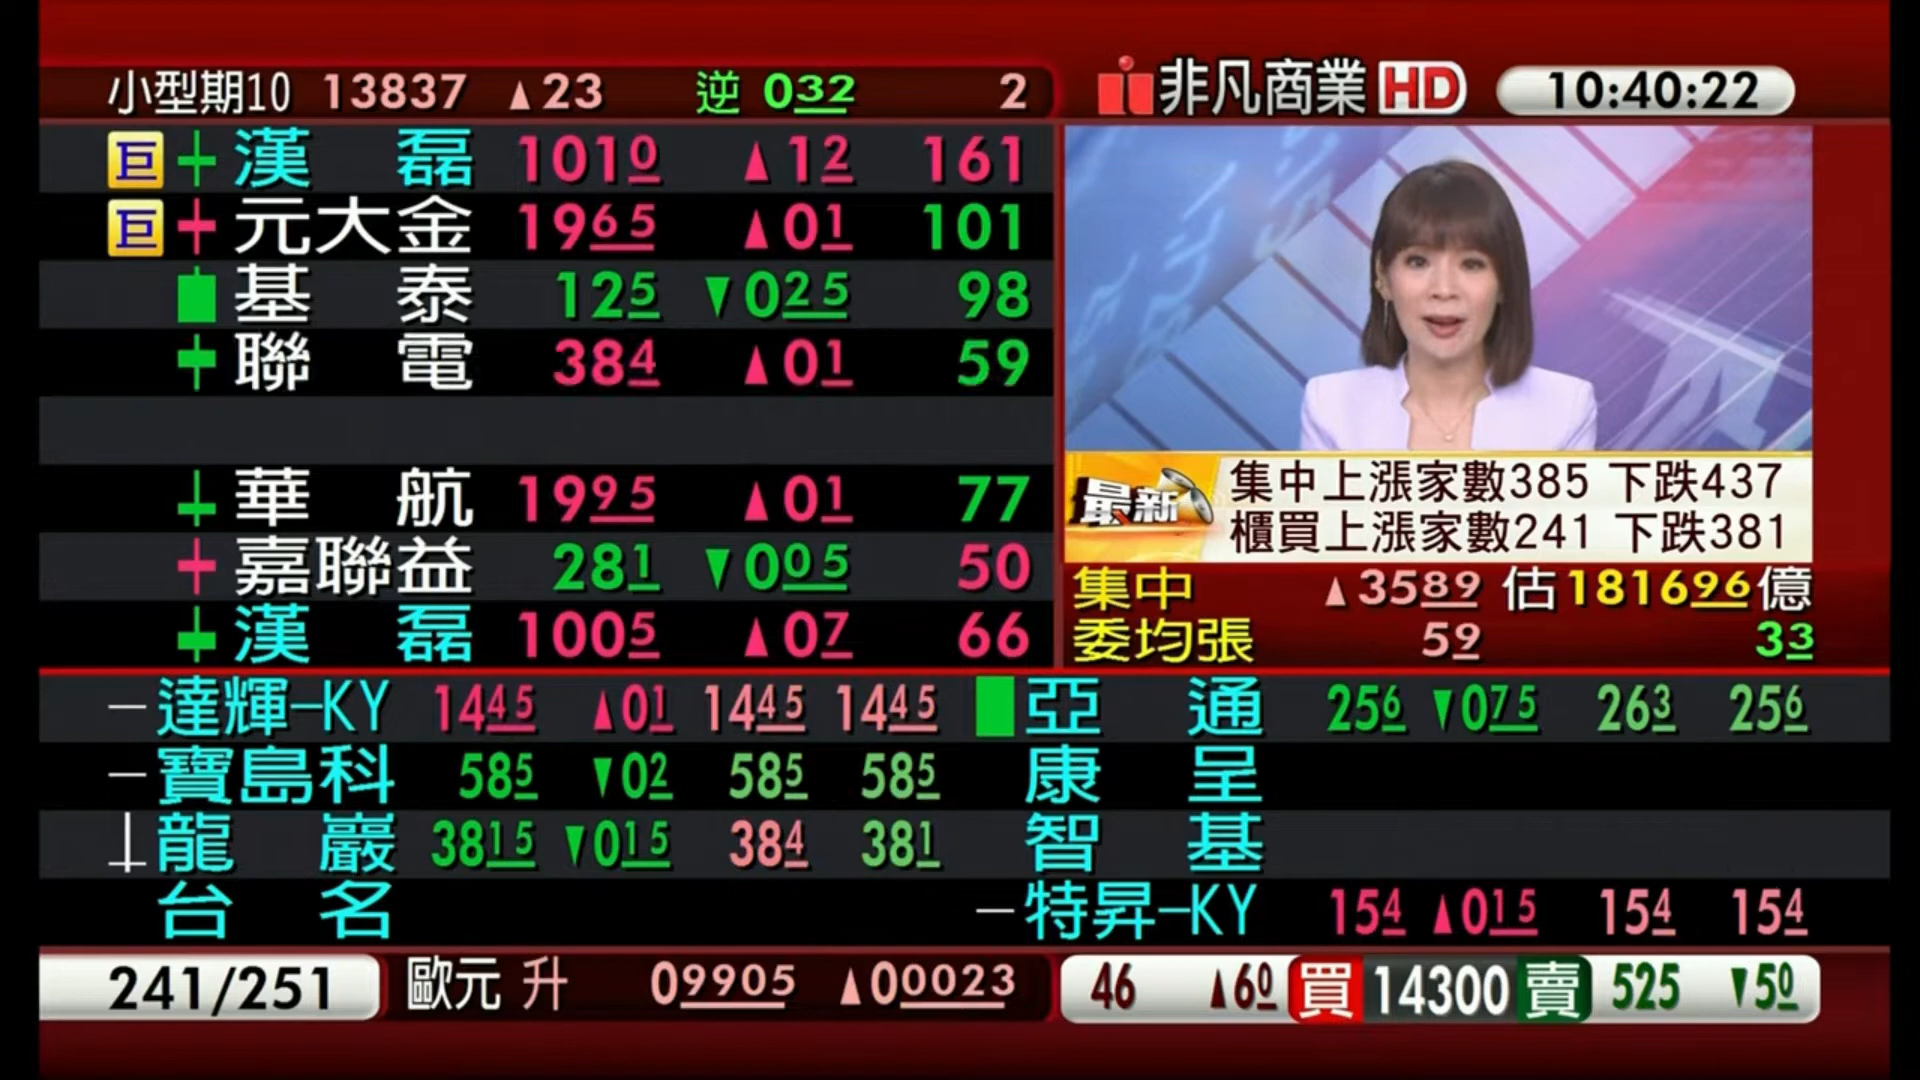 小型期10 13837 ▲23 逆 032 2
非凡商業HD 10:40:22
巨 漢磊 1010 ▲12 161
巨 元大金 1965 ▲01 101
基泰 125 ▼025 98
聯電 384 ▲01 59
華航 1995 ▲01 77
嘉聯益 281 ▼005 50
漢磊 1005 ▲07 66
最新
集中上漲家數385 下跌437
櫃買上漲家數241 下跌381
集中 ▲3589 估181696億
委均張 59 33
達輝-KY 1445 ▲01 1445 1445
亞通 256 ▼075 263 256
寶島科 585 ▼02 585 585
康呈
龍巖 3815 ▼015 384 381
智基
台名
特昇-KY 154 ▲015 154 154
241/251 歐元 升 09905 ▲00023
46 ▲60 買 14300 賣 525 ▼50